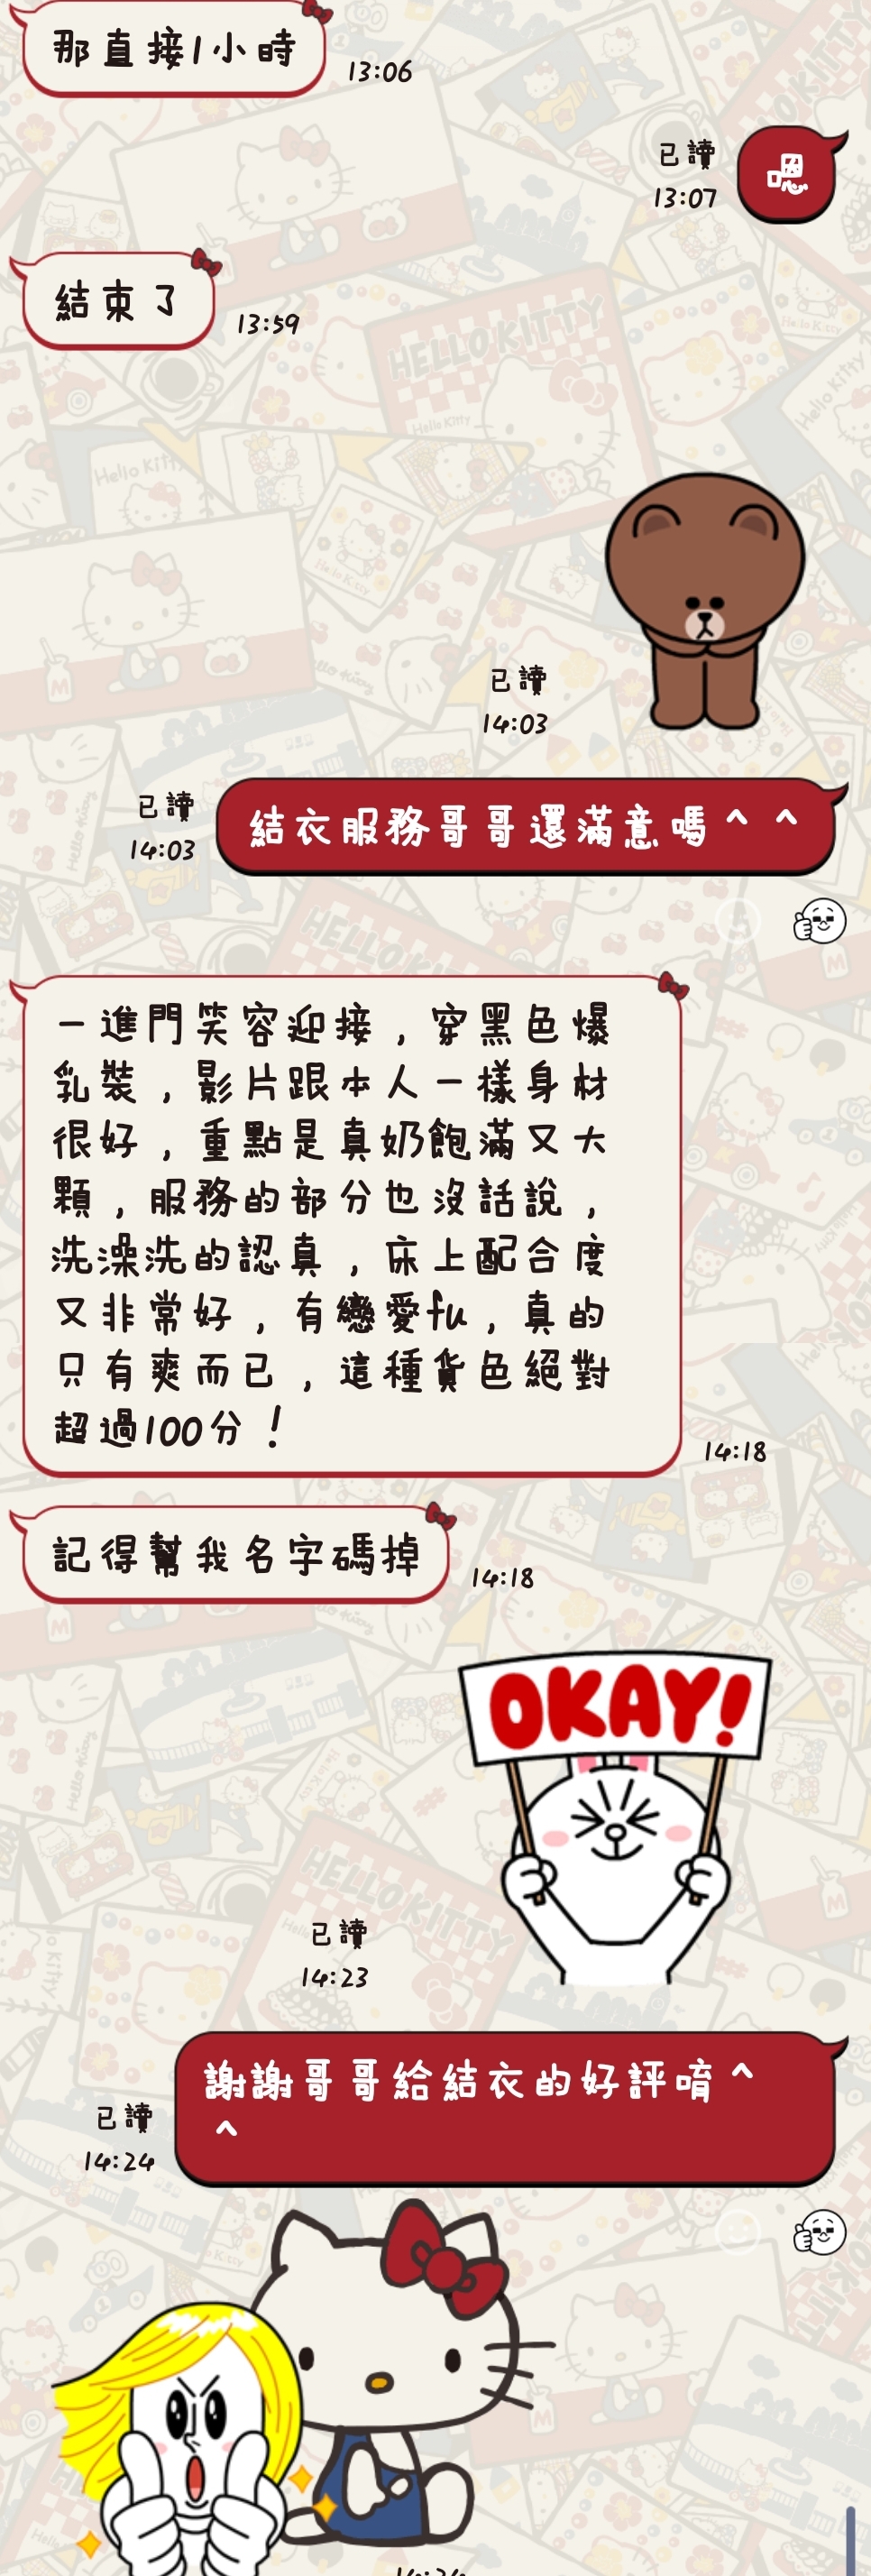 那直接1小時
13:06
已讀
13:07
嗯
結束了
13:59
已讀
14:03
已讀
14:03
結衣服務哥哥還滿意嗎^ ^
一進門笑容迎接，穿黑色爆
乳裝，影片跟本人一樣身材
很好，重點是真奶飽滿又大
顆，服務的部分也沒話說，
洗澡洗的認真，床上配合度
又非常好，有戀愛fu，真的
只有爽而已，這種貨色絕對
超過100分！
14:18
記得幫我名字碼掉
14:18
OKAY!
已讀
14:23
謝謝哥哥給結衣的好評唷^
^
已讀
14:24